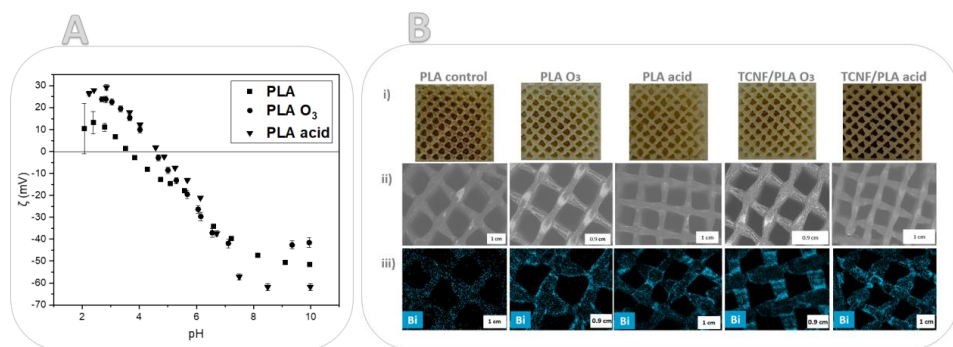 A
30
20
10
0
-10
-20
-30
-40
-50
-60
-70
ζ (mV)
0 2 4 6 8 10
pH
PLA
PLA O₃
PLA acid
B
PLA control PLA O₃ PLA acid TCNF/PLA O₃ TCNF/PLA acid
i)
ii)
1 cm 0.9 cm 1 cm 0.9 cm 1 cm
iii)
Bi 1 cm Bi 0.9 cm Bi 1 cm Bi 0.9 cm Bi 1 cm